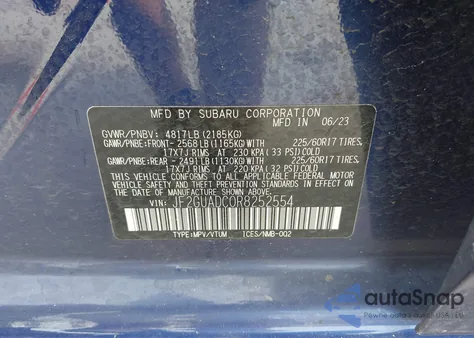 MFD BY SUBARU CORPORATION
GVWR/PNBV: 4817LB(2185KG) IN 06/23
GAWR/PNBE:FRONT- 2568LB(1165KG)WITH 225/60R17 TIRES,
17X7J RIMS AT 230 KPA(33 PSI)COLD
GAWR/PNBE:REAR - 2491LB(1130KG)WITH 225/60R17 TIRES,
17X7J RIMS AT 220 KPA(32 PSI)COLD
THIS VEHICLE CONFORMS TO ALL APPLICABLE
FEDERAL MOTOR VEHICLE SAFETY, BUMPER, AND THEFT
PREVENTION STANDARDS IN EFFECT ON THE DATE
OF MANUFACTURE SHOWN ABOVE.
VIN: JF2GUADC0R8252554
TYPE:MPV/VTUM ICES/NMB-002
autoSnap